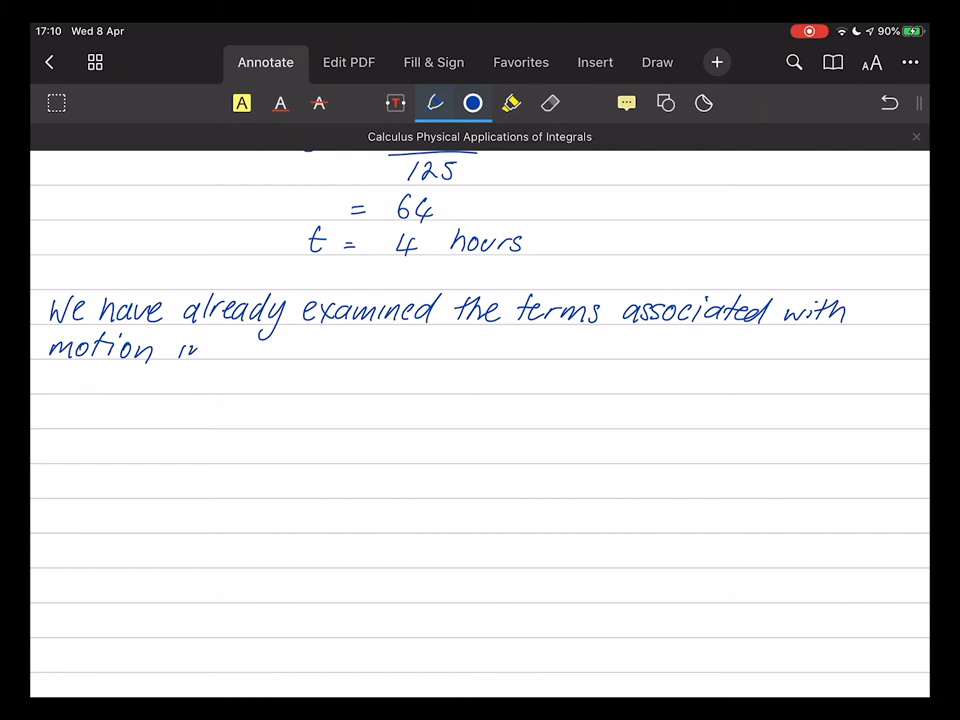 17:10 Wed 8 Apr 90%
Annotate Edit PDF Fill & Sign Favorites Insert Draw
Calculus Physical Applications of Integrals
125
= 64
t = 4 hours
We have already examined the terms associated with
motion